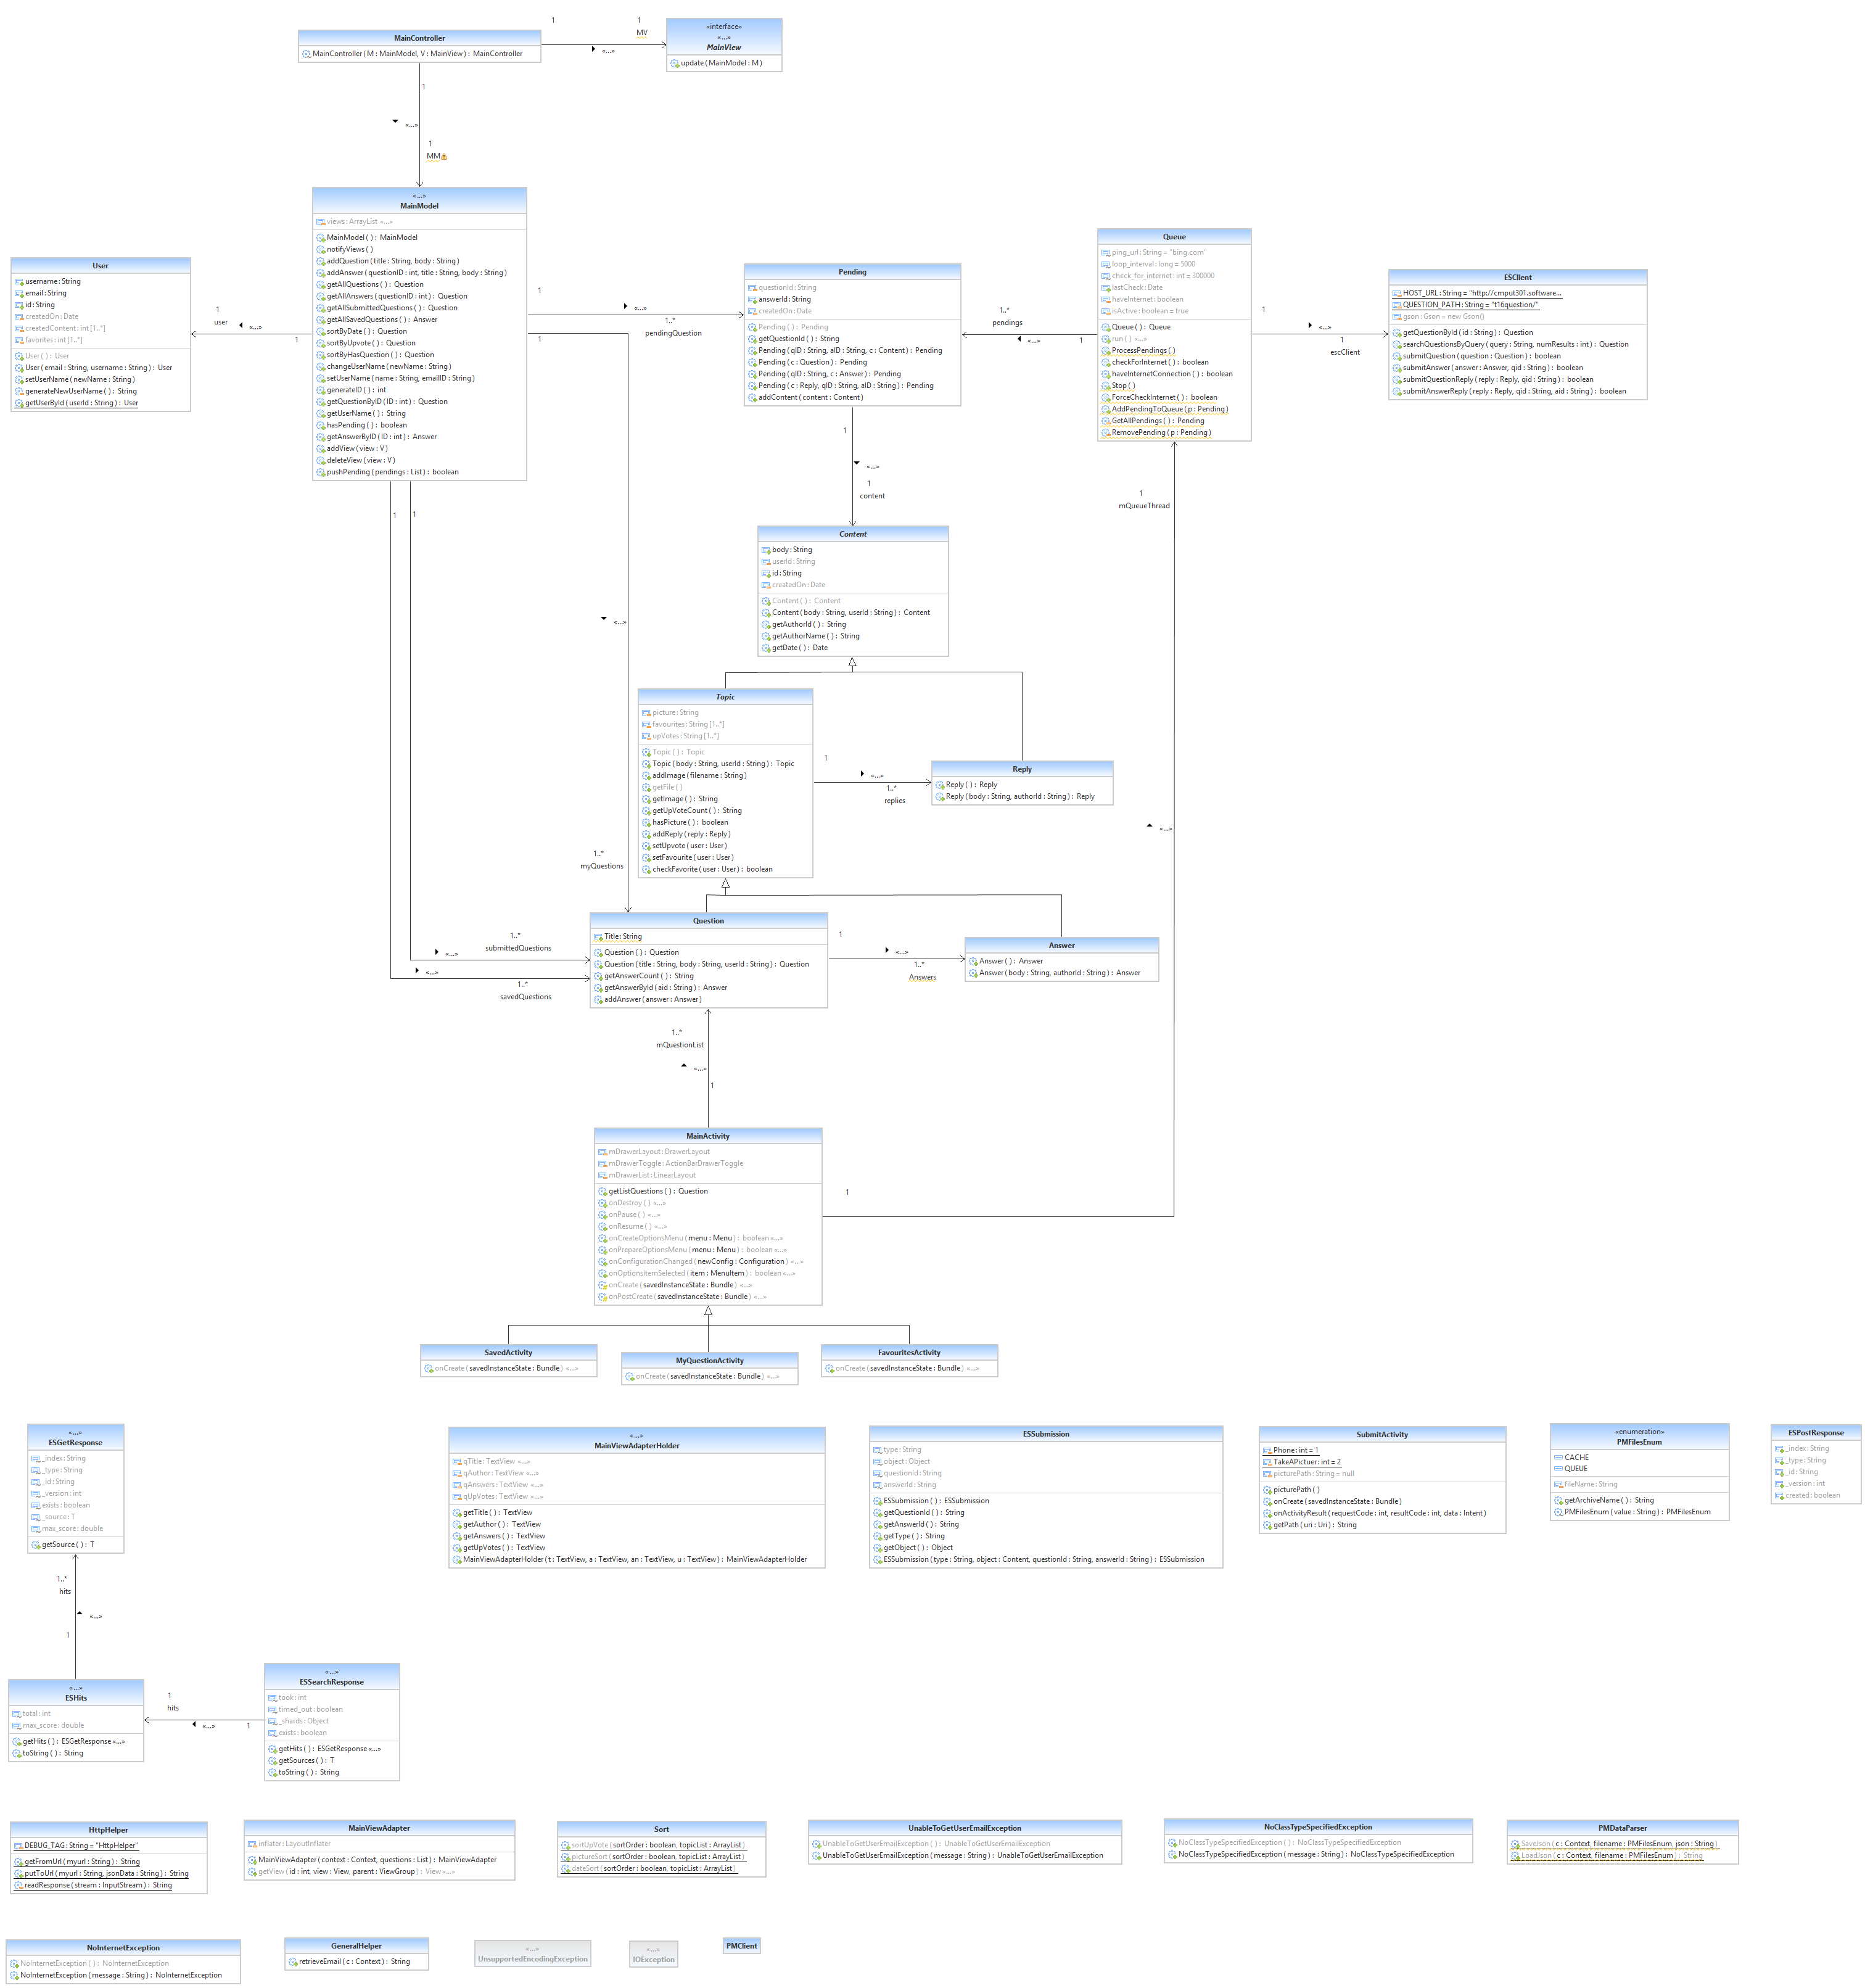 MainController
MainController ( M : MainModel, V : MainView ) : MainController
1
1
MV
«...»
«interface»
«...»
MainView
update ( MainModel : M )
1
«...»
1
MM
«...»
MainModel
views : ArrayList «...»
MainModel ( ) : MainModel
notifyViews ( )
addQuestion ( title : String, body : String )
addAnswer ( questionID : int, title : String, body : String )
getAllQuestions ( ) : Question
getAllAnswers ( questionID : int ) : Question
getAllSubmittedQuestions ( ) : Question
getAllSavedQuestions ( ) : Answer
sortByDate ( ) : Question
sortByUpvote ( ) : Question
sortByHasQuestion ( ) : Question
changeUserName ( newName : String )
setUserName ( name : String, emailID : String )
generateID ( ) : int
getQuestionByID ( ID : int ) : Question
getUserName ( ) : String
hasPending ( ) : boolean
getAnswerByID ( ID : int ) : Answer
addView ( view : V )
deleteView ( view : V )
pushPending ( pendings : List ) : boolean
User
username : String
email : String
id : String
createdOn : Date
createdContent : int [1..*]
favorites : int [1..*]
User ( ) : User
User ( email : String, username : String ) : User
setUserName ( newName : String )
generateNewUserName ( ) : String
getUserById ( userId : String ) : User
1
user
«...»
1
1
«...»
1..*
pendingQuestion
1
Pending
questionId : String
answerId : String
createdOn : Date
Pending ( ) : Pending
getQuestionId ( ) : String
Pending ( qID : String, aID : String, c : Content ) : Pending
Pending ( c : Question ) : Pending
Pending ( qID : String, c : Answer ) : Pending
Pending ( c : Reply, qID : String, aID : String ) : Pending
addContent ( content : Content )
1..*
pendings
«...»
1
Queue
ping_url : String = "bing.com"
loop_interval : long = 5000
check_for_internet : int = 300000
lastCheck : Date
haveInternet : boolean
isActive : boolean = true
Queue ( ) : Queue
run ( ) «...»
ProcessPendings ( )
checkForInternet ( ) : boolean
haveInternetConnection ( ) : boolean
Stop ( )
ForceCheckInternet ( ) : boolean
AddPendingToQueue ( p : Pending )
GetAllPendings ( ) : Pending
RemovePending ( p : Pending )
1
«...»
1
escClient
ESClient
HOST_URL : String = "http://cmput301.software...
QUESTION_PATH : String = "t16question/"
gson : Gson = new Gson()
getQuestionById ( id : String ) : Question
searchQuestionsByQuery ( query : String, numResults : int ) : Question
submitQuestion ( question : Question ) : boolean
submitAnswer ( answer : Answer, qid : String ) : boolean
submitQuestionReply ( reply : Reply, qid : String ) : boolean
submitAnswerReply ( reply : Reply, qid : String, aid : String ) : boolean
1
«...»
1
content
1
mQueueThread
1
1
Content
body : String
userId : String
id : String
createdOn : Date
Content ( ) : Content
Content ( body : String, userId : String ) : Content
getAuthorId ( ) : String
getAuthorName ( ) : String
getDate ( ) : Date
«...»
Topic
picture : String
favourites : String [1..*]
upVotes : String [1..*]
Topic ( ) : Topic
Topic ( body : String, userId : String ) : Topic
addImage ( filename : String )
getFile ( )
getImage ( ) : String
getUpVoteCount ( ) : String
hasPicture ( ) : boolean
addReply ( reply : Reply )
setUpvote ( user : User )
setFavourite ( user : User )
checkFavorite ( user : User ) : boolean
1
«...»
1..*
replies
Reply
Reply ( ) : Reply
Reply ( body : String, authorId : String ) : Reply
«...»
1..*
myQuestions
1..*
submittedQuestions
«...»
«...»
1..*
savedQuestions
Question
Title : String
Question ( ) : Question
Question ( title : String, body : String, userId : String ) : Question
getAnswerCount ( ) : String
getAnswerById ( aid : String ) : Answer
addAnswer ( answer : Answer )
1
«...»
1..*
Answers
Answer
Answer ( ) : Answer
Answer ( body : String, authorId : String ) : Answer
1..*
mQuestionList
«...»
1
MainActivity
mDrawerLayout : DrawerLayout
mDrawerToggle : ActionBarDrawerToggle
mDrawerList : LinearLayout
getListQuestions ( ) : Question
onDestroy ( ) «...»
onPause ( ) «...»
onResume ( ) «...»
onCreateOptionsMenu ( menu : Menu ) : boolean «...»
onPrepareOptionsMenu ( menu : Menu ) : boolean «...»
onConfigurationChanged ( newConfig : Configuration ) «...»
onOptionsItemSelected ( item : MenuItem ) : boolean «...»
onCreate ( savedInstanceState : Bundle ) «...»
onPostCreate ( savedInstanceState : Bundle ) «...»
1
SavedActivity
onCreate ( savedInstanceState : Bundle ) «...»
MyQuestionActivity
onCreate ( savedInstanceState : Bundle ) «...»
FavouritesActivity
onCreate ( savedInstanceState : Bundle ) «...»
«...»
ESGetResponse
_index : String
_type : String
_id : String
_version : int
exists : boolean
_source : T
max_score : double
getSource ( ) : T
«...»
MainViewAdapterHolder
qTitle : TextView «...»
qAuthor : TextView «...»
qAnswers : TextView «...»
qUpVotes : TextView «...»
getTitle ( ) : TextView
getAuthor ( ) : TextView
getAnswers ( ) : TextView
getUpVotes ( ) : TextView
MainViewAdapterHolder ( t : TextView, a : TextView, an : TextView, u : TextView ) : MainViewAdapterHolder
ESSubmission
type : String
object : Object
questionId : String
answerId : String
ESSubmission ( ) : ESSubmission
getQuestionId ( ) : String
getAnswerId ( ) : String
getType ( ) : String
getObject ( ) : Object
ESSubmission ( type : String, object : Content, questionId : String, answerId : String ) : ESSubmission
SubmitActivity
Phone : int = 1
TakeAPictuer : int = 2
picturePath : String = null
picturePath ( )
onCreate ( savedInstanceState : Bundle )
onActivityResult ( requestCode : int, resultCode : int, data : Intent )
getPath ( uri : Uri ) : String
«enumeration»
PMFilesEnum
CACHE
QUEUE
fileName : String
getArchiveName ( ) : String
PMFilesEnum ( value : String ) : PMFilesEnum
ESPostResponse
_index : String
_type : String
_id : String
_version : int
created : boolean
1..*
hits
«...»
1
«...»
ESHits
total : int
max_score : double
getHits ( ) : ESGetResponse «...»
toString ( ) : String
1
hits
«...»
1
«...»
ESSearchResponse
took : int
timed_out : boolean
_shards : Object
exists : boolean
getHits ( ) : ESGetResponse «...»
getSources ( ) : T
toString ( ) : String
HttpHelper
DEBUG_TAG : String = "HttpHelper"
getFromUrl ( myurl : String ) : String
putToUrl ( myurl : String, jsonData : String ) : String
readResponse ( stream : InputStream ) : String
MainViewAdapter
inflater : LayoutInflater
MainViewAdapter ( context : Context, questions : List ) : MainViewAdapter
getView ( id : int, view : View, parent : ViewGroup ) : View «...»
Sort
sortUpVote ( sortOrder : boolean, topicList : ArrayList )
pictureSort ( sortOrder : boolean, topicList : ArrayList )
dateSort ( sortOrder : boolean, topicList : ArrayList )
UnableToGetUserEmailException
UnableToGetUserEmailException ( ) : UnableToGetUserEmailException
UnableToGetUserEmailException ( message : String ) : UnableToGetUserEmailException
NoClassTypeSpecifiedException
NoClassTypeSpecifiedException ( ) : NoClassTypeSpecifiedException
NoClassTypeSpecifiedException ( message : String ) : NoClassTypeSpecifiedException
PMDataParser
SaveJson ( c : Context, filename : PMFilesEnum, json : String )
LoadJson ( c : Context, filename : PMFilesEnum ) : String
NoInternetException
NoInternetException ( ) : NoInternetException
NoInternetException ( message : String ) : NoInternetException
GeneralHelper
retrieveEmail ( c : Context ) : String
«...»
UnsupportedEncodingException
«...»
IOException
PMClient